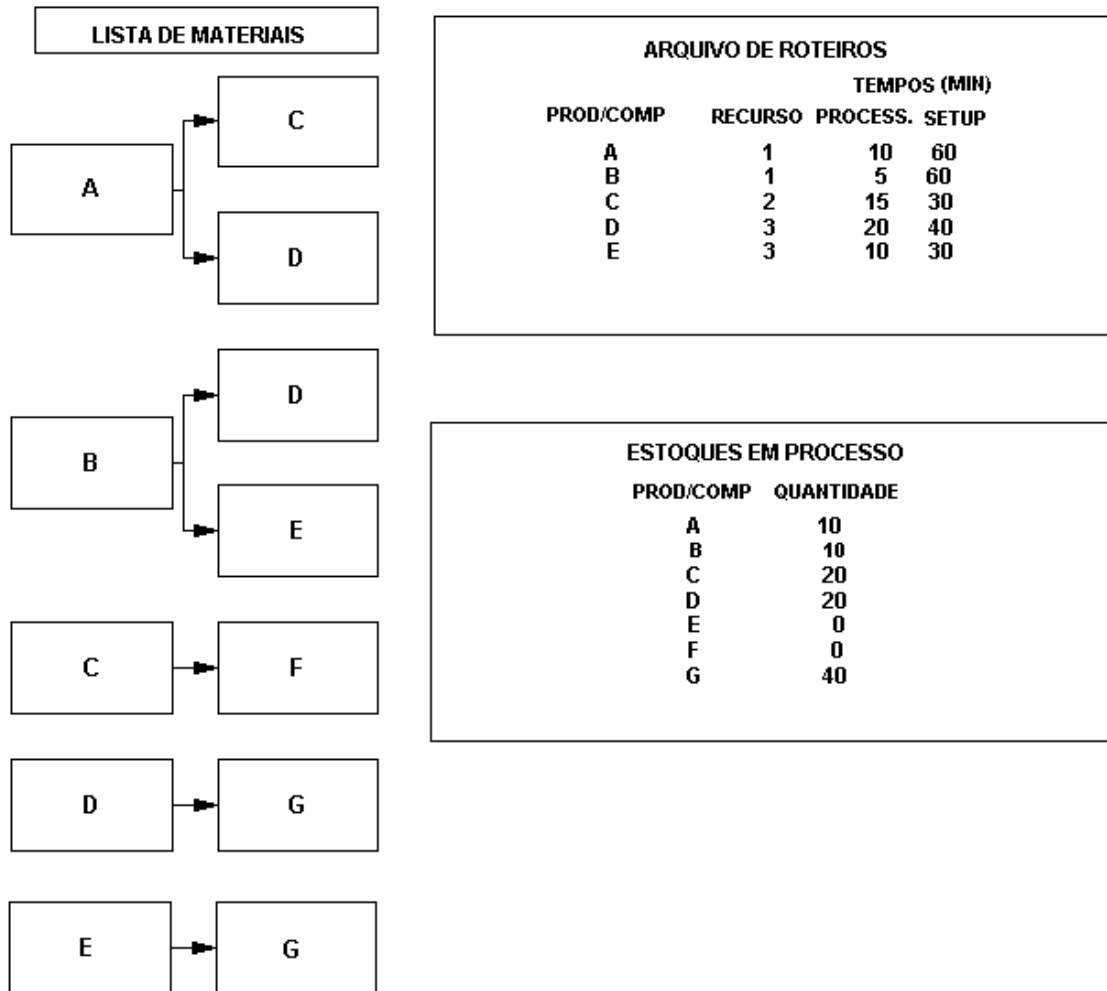 LISTA DE MATERIAIS
A
C
D
B
D
E
C
F
D
G
E
G
ARQUIVO DE ROTEIROS
TEMPOS (MIN)
PROD/COMP RECURSO PROCESS. SETUP
A 1 10 60
B 1 5 60
C 2 15 30
D 3 20 40
E 3 10 30
ESTOQUES EM PROCESSO
PROD/COMP QUANTIDADE
A 10
B 10
C 20
D 20
E 0
F 0
G 40